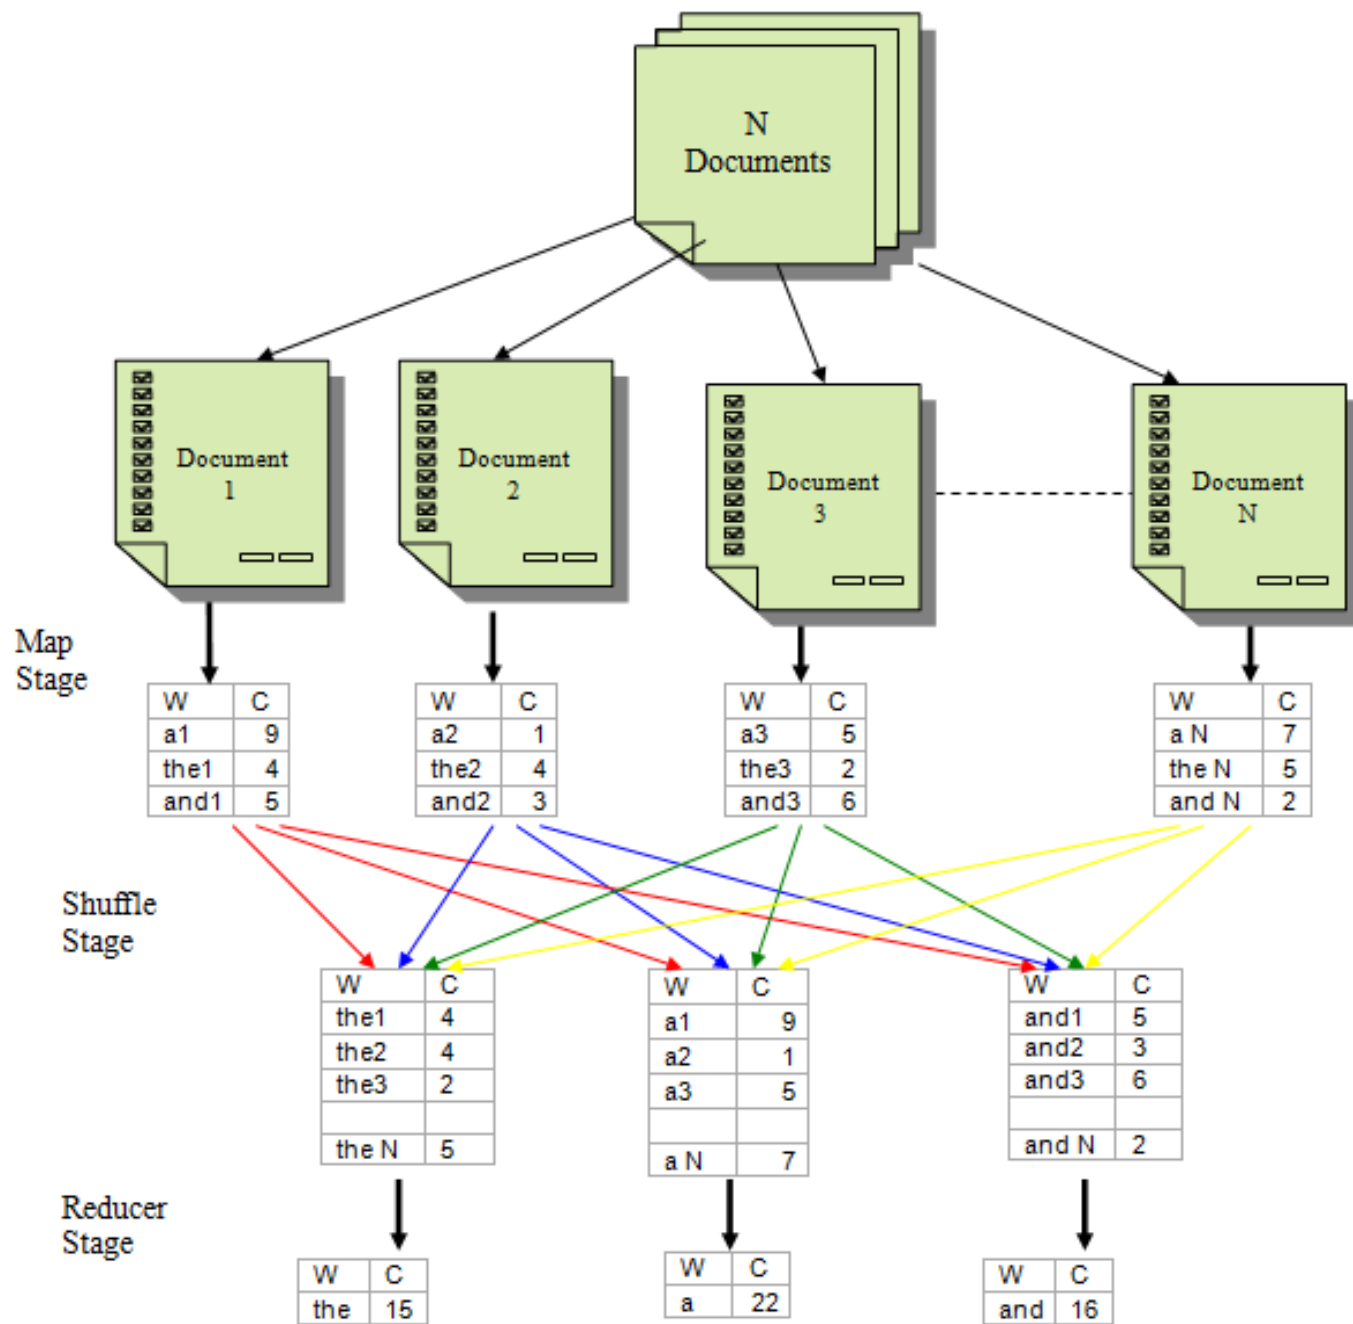 N
Documents
Document
1
Document
2
Document
3
Document
N
Map
Stage
W C
a1 9
the1 4
and1 5
W C
a2 1
the2 4
and2 3
W C
a3 5
the3 2
and3 6
W C
a N 7
the N 5
and N 2
Shuffle
Stage
W C
the1 4
the2 4
the3 2
the N 5
W C
a1 9
a2 1
a3 5
a N 7
W C
and1 5
and2 3
and3 6
and N 2
Reducer
Stage
W C
the 15
W C
a 22
W C
and 16